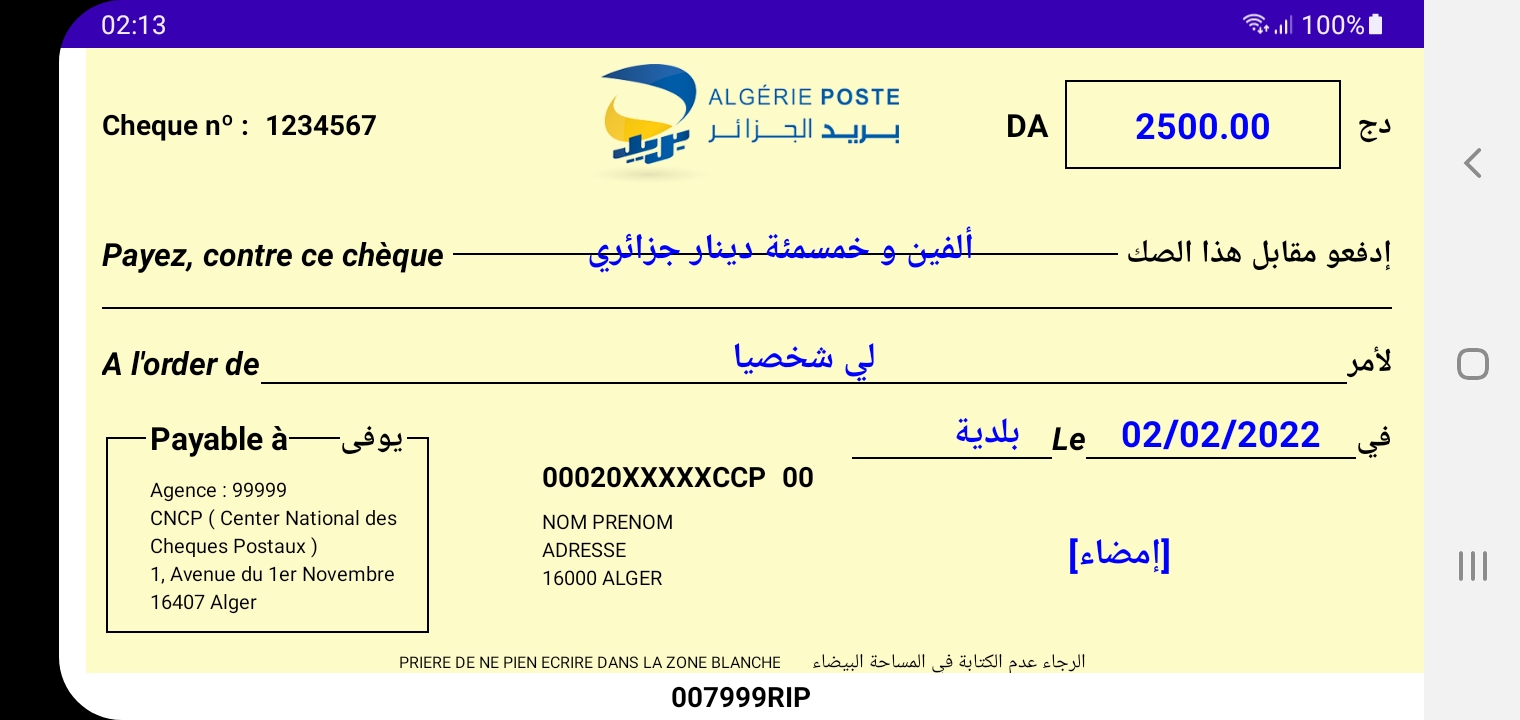 02:13
100%
ALGÉRIE POSTE
بريد الجزائر
بريد
Cheque nº : 1234567
DA 2500.00 دج
Payez, contre ce chèque ألفين و خمسمئة دينار جزائري إدفعو مقابل هذا الصك
A l'order de لي شخصيا لأمر
بلدية Le 02/02/2022 في
Payable à يوفى
Agence : 99999
CNCP ( Center National des
Cheques Postaux )
1, Avenue du 1er Novembre
16407 Alger
00020XXXXXCCP 00
NOM PRENOM
ADRESSE
16000 ALGER
[إمضاء]
PRIERE DE NE PIEN ECRIRE DANS LA ZONE BLANCHE الرجاء عدم الكتابة في المساحة البيضاء
007999RIP